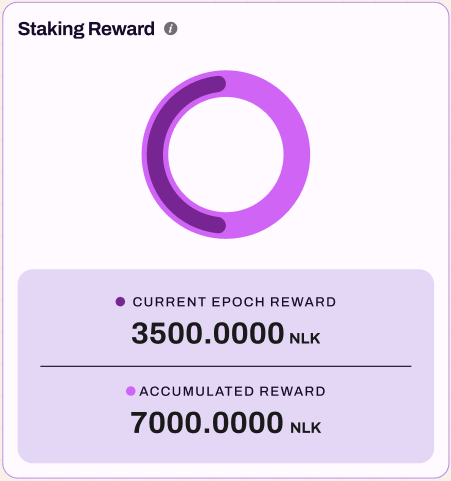 Staking Reward i
CURRENT EPOCH REWARD
3500.0000 NLK
ACCUMULATED REWARD
7000.0000 NLK